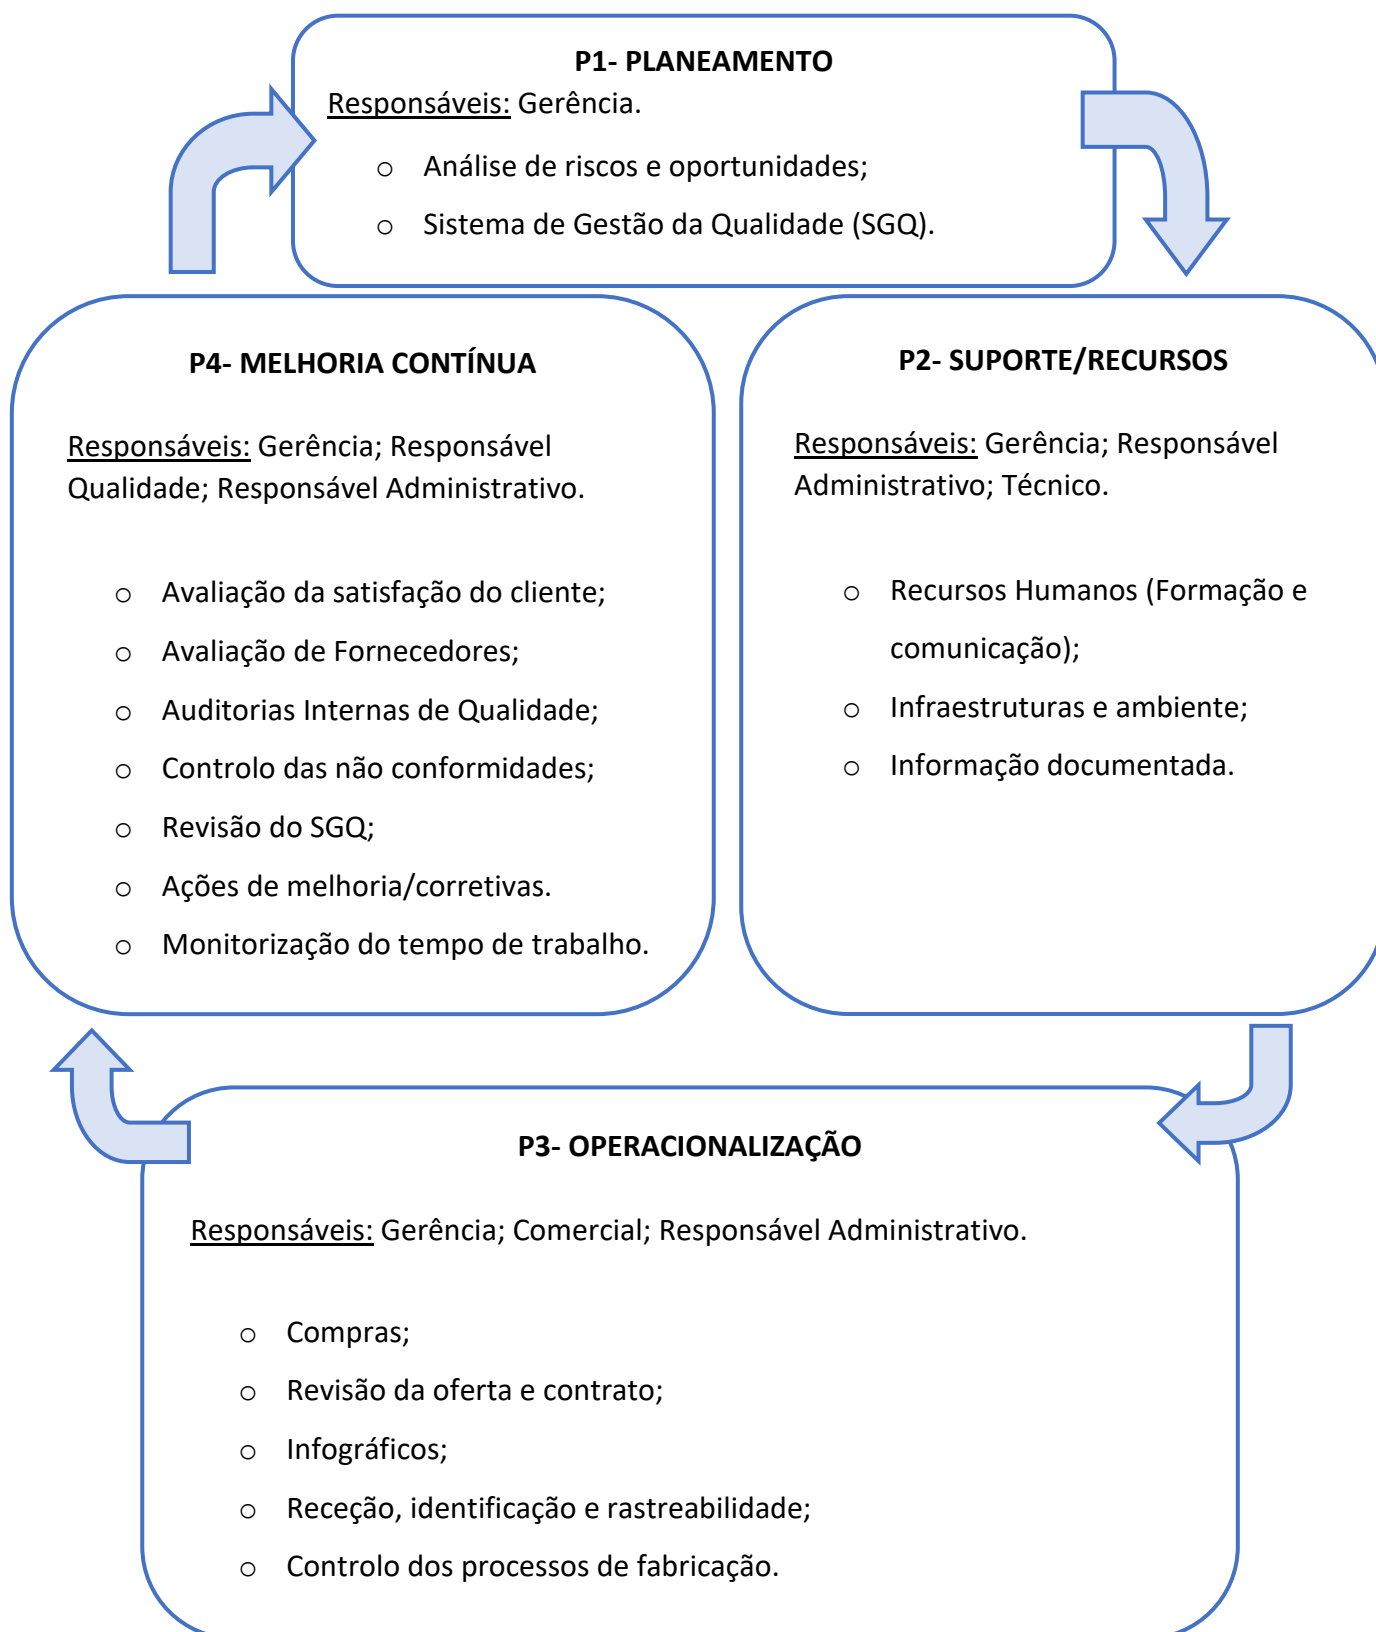 P1- PLANEAMENTO
Responsáveis: Gerência.
o Análise de riscos e oportunidades;
o Sistema de Gestão da Qualidade (SGQ).
P4- MELHORIA CONTÍNUA
Responsáveis: Gerência; Responsável
Qualidade; Responsável Administrativo.
o Avaliação da satisfação do cliente;
o Avaliação de Fornecedores;
o Auditorias Internas de Qualidade;
o Controlo das não conformidades;
o Revisão do SGQ;
o Ações de melhoria/corretivas.
o Monitorização do tempo de trabalho.
P2- SUPORTE/RECURSOS
Responsáveis: Gerência; Responsável
Administrativo; Técnico.
o Recursos Humanos (Formação e
comunicação);
o Infraestruturas e ambiente;
o Informação documentada.
P3- OPERACIONALIZAÇÃO
Responsáveis: Gerência; Comercial; Responsável Administrativo.
o Compras;
o Revisão da oferta e contrato;
o Infográficos;
o Receção, identificação e rastreabilidade;
o Controlo dos processos de fabricação.